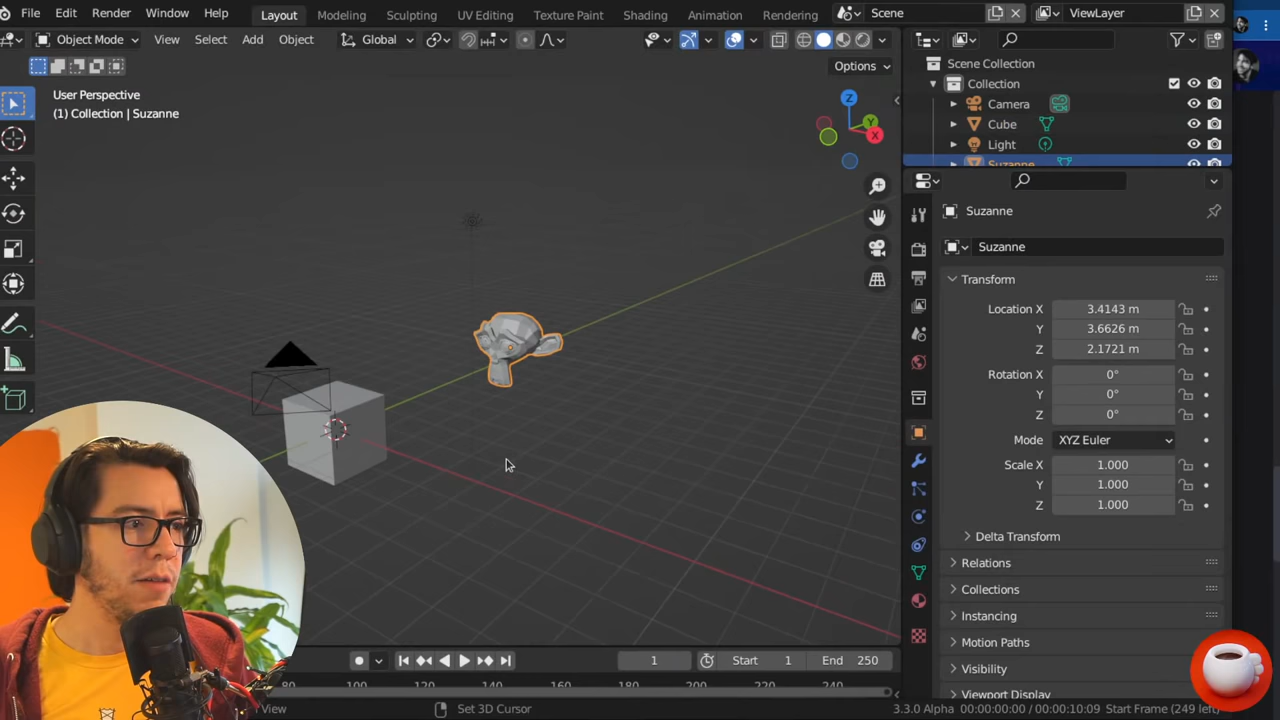 File Edit Render Window Help Layout Modeling Sculpting UV Editing Texture Paint Shading Animation Rendering Scene ViewLayer
Object Mode View Select Add Object Global
Options
User Perspective
(1) Collection | Suzanne
Z
Y
X
Scene Collection
Collection
Camera
Cube
Light
Suzanne
Suzanne
Suzanne
Transform
Location X 3.4143 m
Y 3.6626 m
Z 2.1721 m
Rotation X 0°
Y 0°
Z 0°
Mode XYZ Euler
Scale X 1.000
Y 1.000
Z 1.000
Delta Transform
Relations
Collections
Instancing
Motion Paths
Visibility
Viewport Display
1 Start 1 End 250
80 100 120 140 160 180 200 220 240
View Set 3D Cursor 3.3.0 Alpha 00:00:00:00 / 00:00:10:09 Start Frame (249 left)